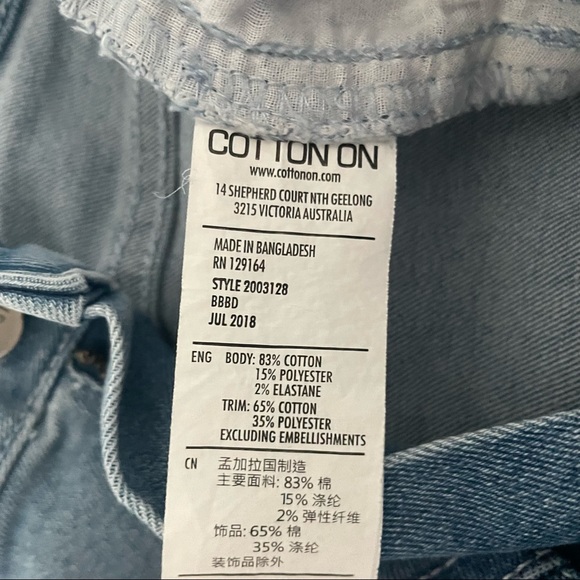 COTTON ON
www.cottonon.com
14 SHEPHERD COURT NTH GEELONG
3215 VICTORIA AUSTRALIA
MADE IN BANGLADESH
RN 129164
STYLE 2003128
BBBD
JUL 2018
ENG BODY: 83% COTTON
15% POLYESTER
2% ELASTANE
TRIM: 65% COTTON
35% POLYESTER
EXCLUDING EMBELLISHMENTS
CN 孟加拉国制造
主要面料: 83% 棉
15% 涤纶
2% 弹性纤维
饰品: 65% 棉
35% 涤纶
装饰品除外